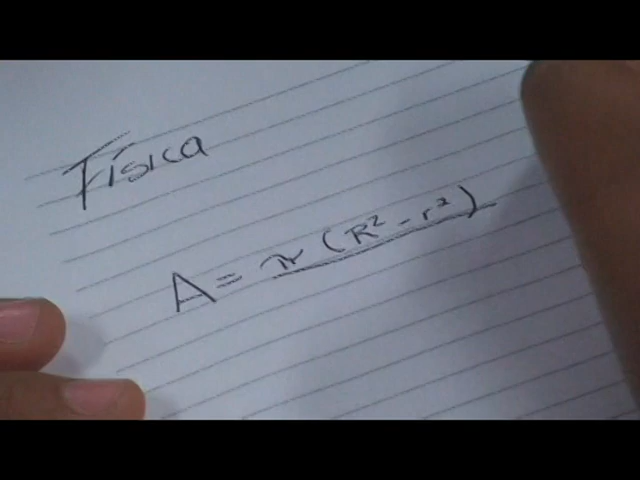 Física
A = π (R² - r²)